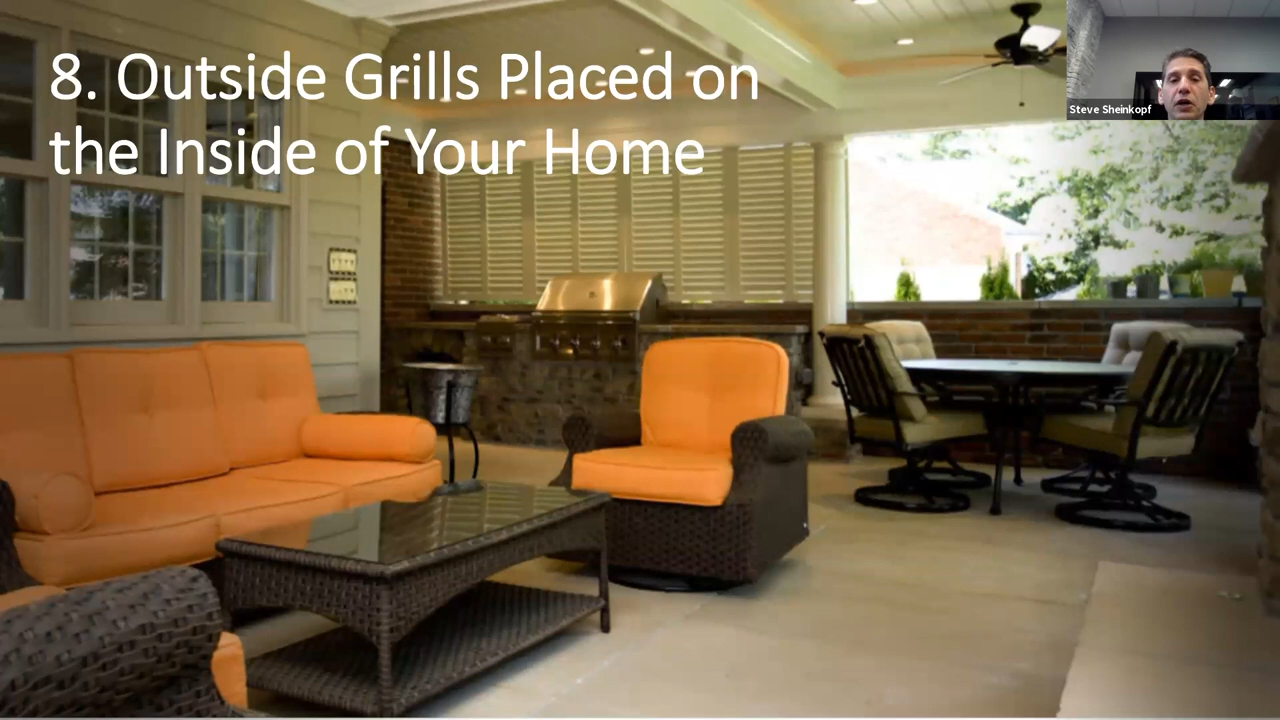 8. Outside Grills Placed on
the Inside of Your Home
Steve Sheinkopf